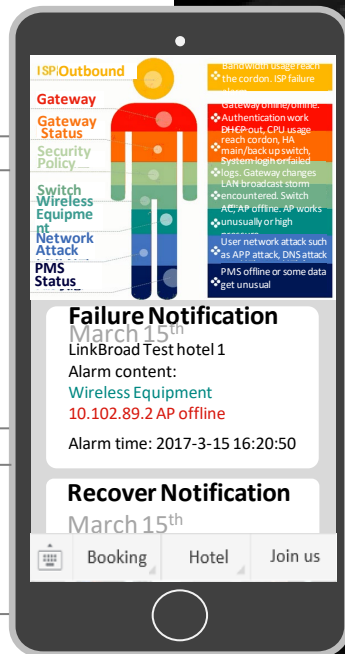 ISP Outbound
Gateway
Gateway
Status
Security
Policy
Switch
Wireless
Equipme
nt
Network
Attack
PMS
Status
Bandwidth usage reach
the cordon. ISP failure
Gateway online/offline.
Authentication work
DHCP out, CPU usage
reach cordon, HA
main/back up switch,
System login or failed
logs. Gateway changes
LAN broadcast storm
encountered. Switch
AC, AP offline. AP works
unusually or high
User network attack such
as APP attack, DNS attack
PMS offline or some data
get unusual
Failure Notification
March 15th
LinkBroad Test hotel 1
Alarm content:
Wireless Equipment
10.102.89.2 AP offline
Alarm time: 2017-3-15 16:20:50
Recover Notification
March 15th
Booking
Hotel
Join us